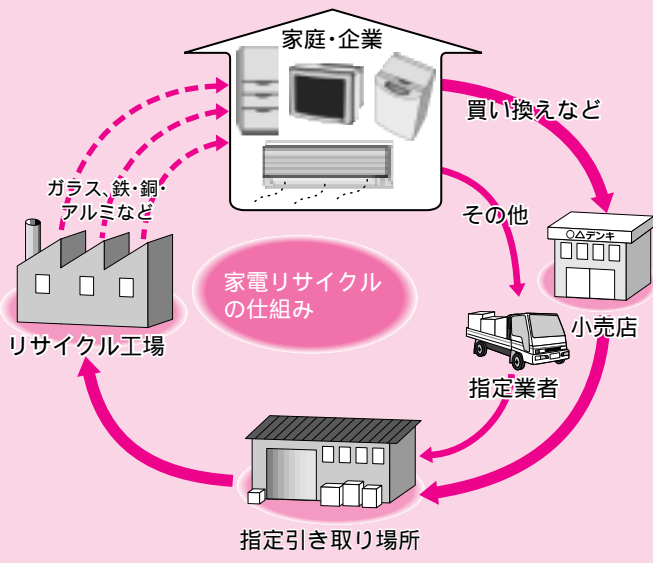 家庭・企業
買い換えなど
ガラス、鉄・銅・
アルミなど
その他
○△デンキ
家電リサイクル
の仕組み
小売店
リサイクル工場
指定業者
指定引き取り場所